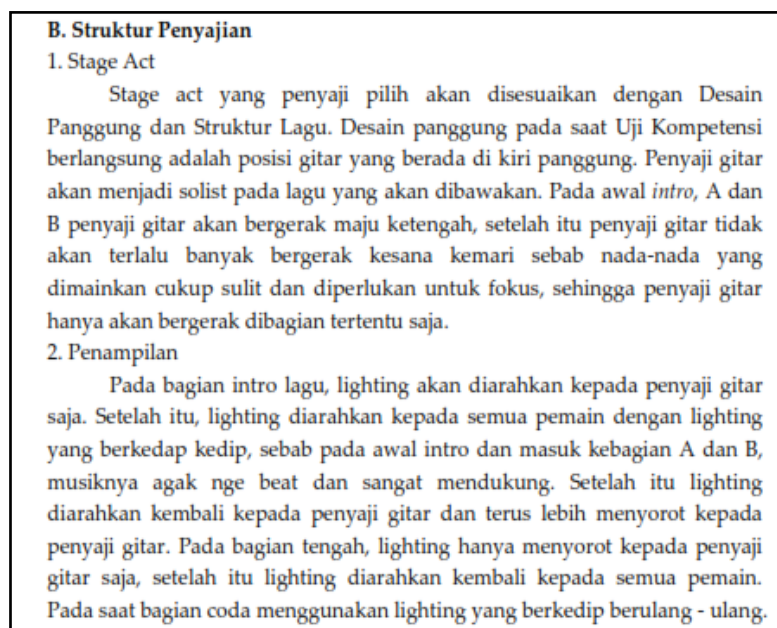 B. Struktur Penyajian
1. Stage Act
Stage act yang penyaji pilih akan disesuaikan dengan Desain
Panggung dan Struktur Lagu. Desain panggung pada saat Uji Kompetensi
berlangsung adalah posisi gitar yang berada di kiri panggung. Penyaji gitar
akan menjadi solist pada lagu yang akan dibawakan. Pada awal intro, A dan
B penyaji gitar akan bergerak maju ketengah, setelah itu penyaji gitar tidak
akan terlalu banyak bergerak kesana kemari sebab nada-nada yang
dimainkan cukup sulit dan diperlukan untuk fokus, sehingga penyaji gitar
hanya akan bergerak dibagian tertentu saja.
2. Penampilan
Pada bagian intro lagu, lighting akan diarahkan kepada penyaji gitar
saja. Setelah itu, lighting diarahkan kepada semua pemain dengan lighting
yang berkedap kedip, sebab pada awal intro dan masuk kebagian A dan B,
musiknya agak nge beat dan sangat mendukung. Setelah itu lighting
diarahkan kembali kepada penyaji gitar dan terus lebih menyorot kepada
penyaji gitar. Pada bagian tengah, lighting hanya menyorot kepada penyaji
gitar saja, setelah itu lighting diarahkan kembali kepada semua pemain.
Pada saat bagian coda menggunakan lighting yang berkedip berulang - ulang.